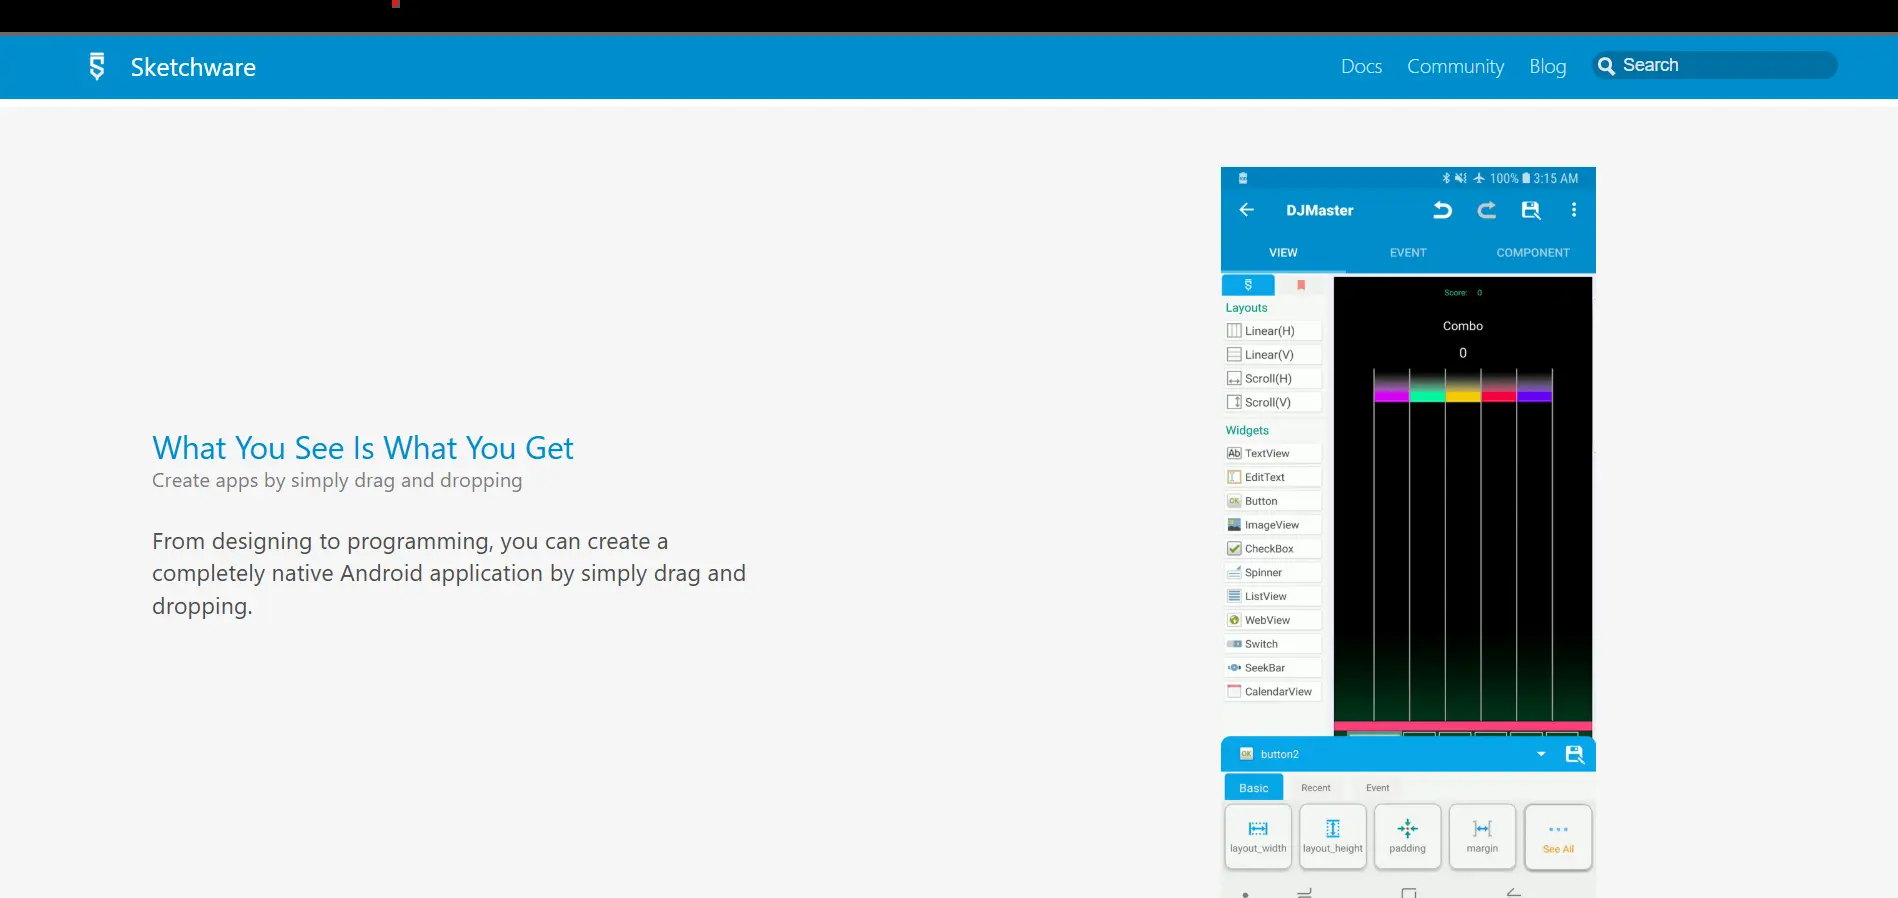 Sketchware
Docs Community Blog Search
What You See Is What You Get
Create apps by simply drag and dropping
From designing to programming, you can create a
completely native Android application by simply drag and
dropping.
100% 3:15 AM
DJMaster
VIEW EVENT COMPONENT
Layouts
Linear(H)
Linear(V)
Scroll(H)
Scroll(V)
Widgets
Ab TextView
EditText
OK Button
ImageView
CheckBox
Spinner
ListView
WebView
Switch
SeekBar
CalendarView
Score: 0
Combo
0
OK button2
Basic Recent Event
layout_width layout_height padding margin See All